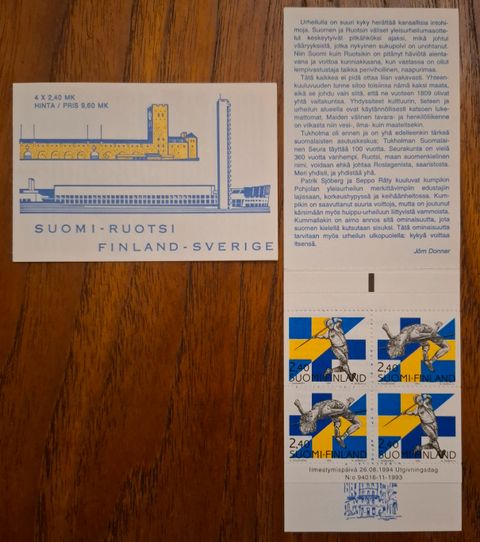 4 X 2,40 MK
HINTA / PRIS 9,60 MK
SUOMI-RUOTSI
FINLAND-SVERIGE
Urheilulla on suuri kyky herättää kansallisia intohi-
moja. Suomen ja Ruotsin väliset yleisurheilumaaotte-
lut keskeytyivät pitkähköksi ajaksi, mikä johtui
vääryyksistä, jotka nykyinen sukupolvi on unohtanut.
Niin Suomi kuin Ruotsikin on pitänyt häviötä alenta-
vana ja voittoa kunniakkaana, kun vastassa on ollut
lempivastustaja taikka perivihollinen, naapurimaa.
Tätä kaikkea ei pidä ottaa liian vakavasti. Yhteen-
kuuluvuuden tunne sitoo toisiinsa nämä kaksi maata,
eikä se johdu vain siitä, että ne vuoteen 1809 olivat
yhtä valtakuntaa. Yhdyssiteet kulttuurin, tieteen ja
urheilun alueella ovat käytännöllisesti katsoen luke-
mattomat. Maiden välinen tavara- ja henkilöliikenne
on vilkasta niin vesi-, ilma- kuin maateitsekin.
Tukholma oli ennen ja on yhä edelleenkin tärkeä
suomalaisten asutuskeskus; Tukholman Suomalai-
nen Seura täyttää 100 vuotta. Seurakunta on vielä
360 vuotta vanhempi. Ruotsi, maan suomenkielinen
nimi, voidaan ehkä johtaa Roslagenista, saaristosta.
Meri yhdisti, ja yhdistää yhä.
Patrik Sjöberg ja Seppo Räty kuuluvat kumpikin
Pohjolan yleisurheilun merkittävimpiin edustajiin
lajissaan, korkeushypyssä ja keihäänheitossa. Kum-
pikin on saavuttanut suuria voittoja, mutta on joutunut
kärsimään myös huippu-urheiluun liittyvistä vammoista.
Kummallakin on aimo annos sitä ominaisuutta, jota
suomen kielellä kutsutaan sisuksi. Tätä ominaisuutta
tarvitaan myös urheilun ulkopuolella: kykyä voittaa
itsensä.
Jörn Donner
2,40
SUOMI-FINLAND
2,40
SUOMI-FINLAND
2,40
SUOMI-FINLAND
2,40
SUOMI-FINLAND
Ilmestymispäivä 26.08.1994 Utgivningsdag
N:o 94016-11-1993